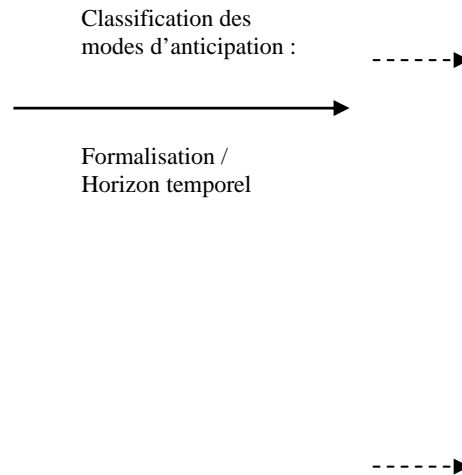 Classification des
modes d’anticipation :
Formalisation /
Horizon temporel